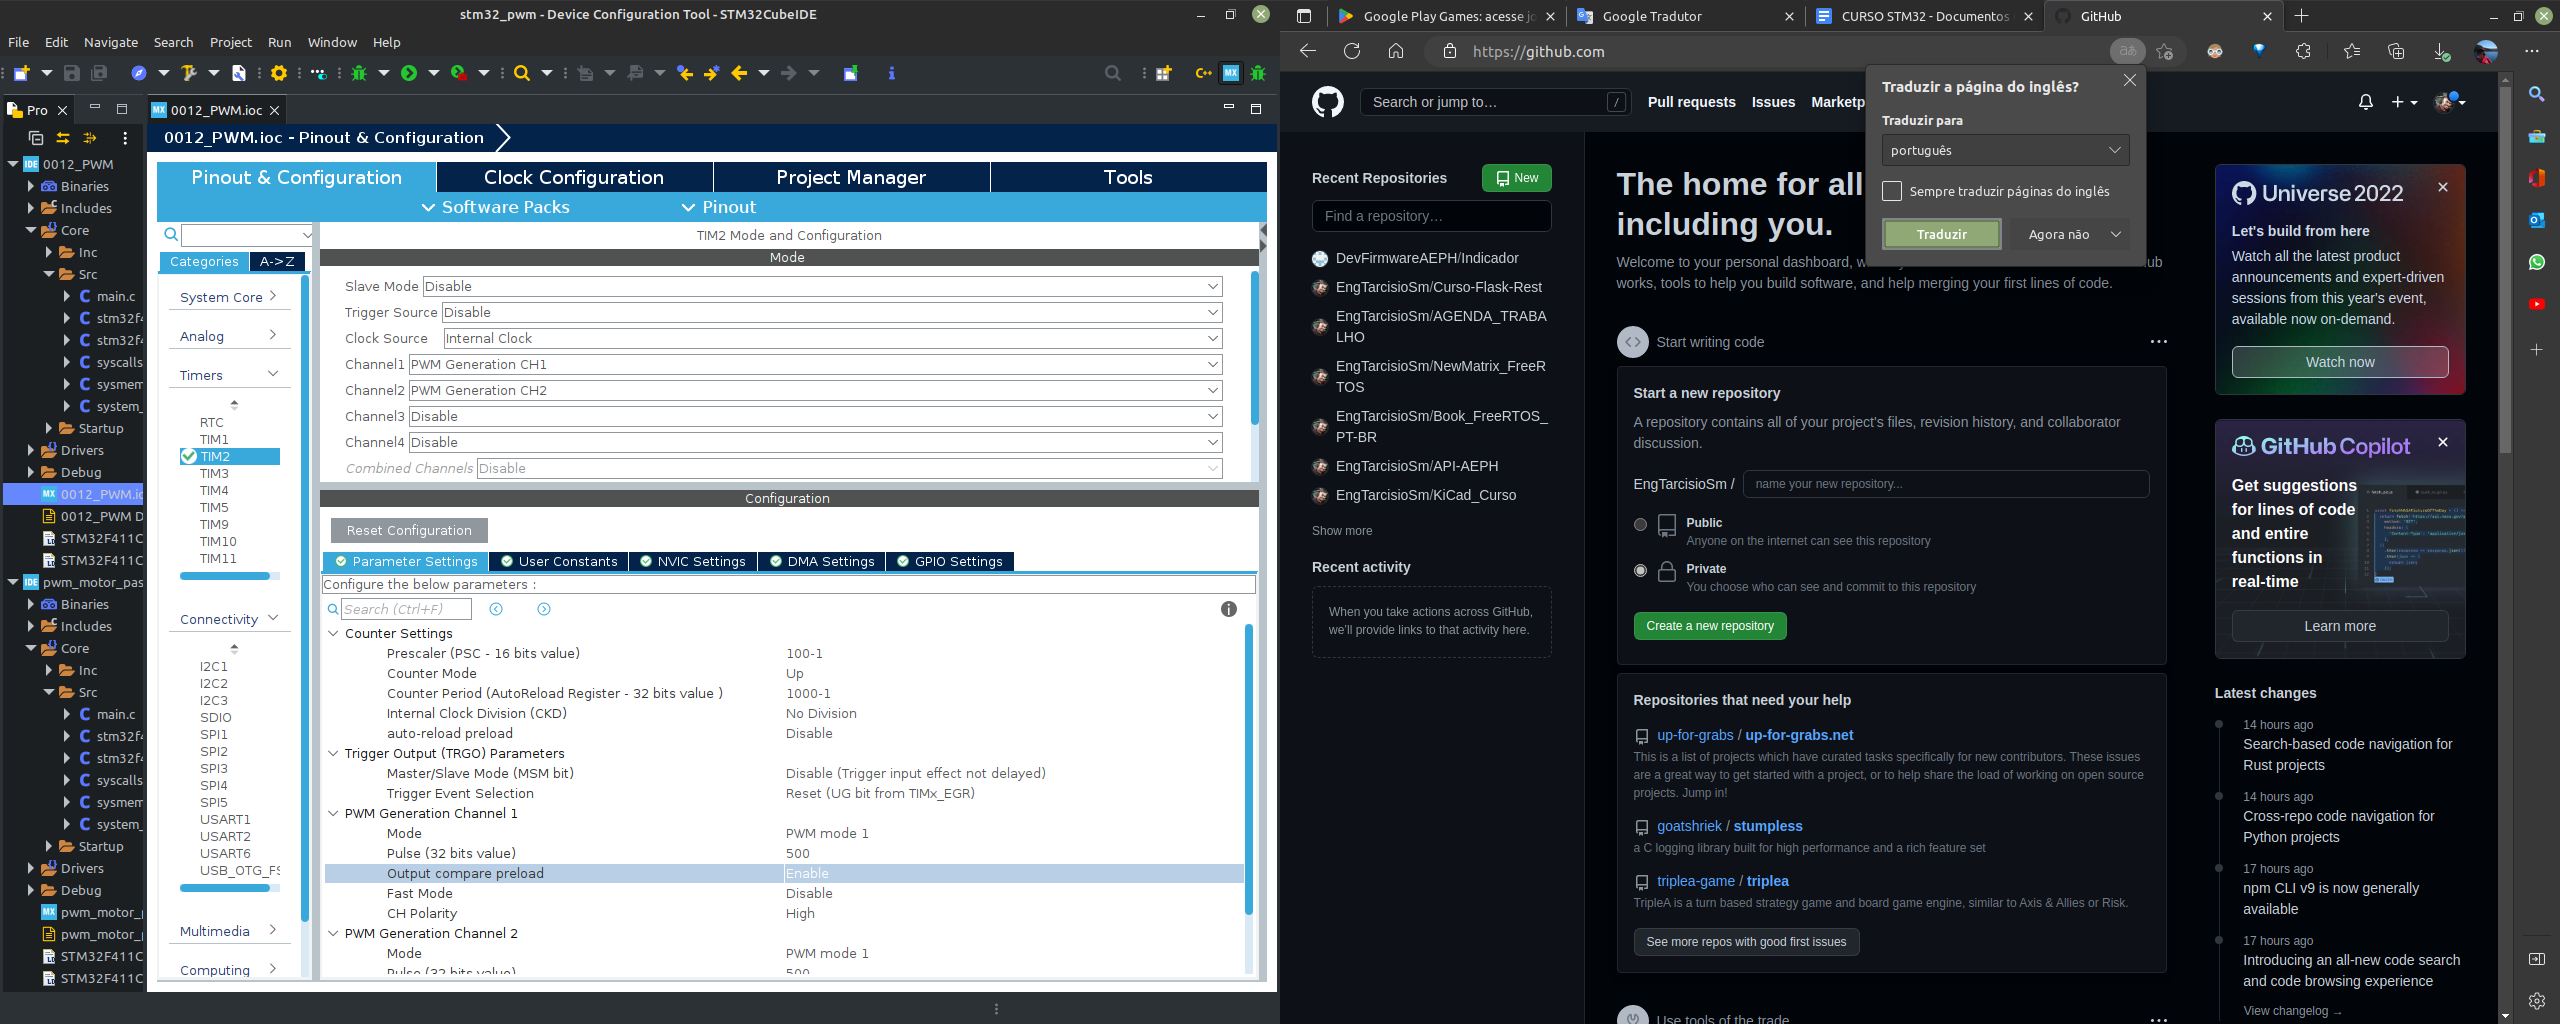 stm32_pwm - Device Configuration Tool - STM32CubeIDE
File Edit Navigate Search Project Run Window Help
Pro
0012_PWM
Binaries
Includes
Core
Inc
Src
main.c
stm32f4
stm32f4
syscalls
sysmem
system_
Startup
Drivers
Debug
0012_PWM.io
0012_PWM D
STM32F411C
STM32F411C
pwm_motor_pas
Binaries
Includes
Core
Inc
Src
main.c
stm32f4
stm32f4
syscalls
sysmem
system_
Startup
Drivers
Debug
pwm_motor_p
pwm_motor_p
STM32F411C
STM32F411C
0012_PWM.ioc
0012_PWM.ioc - Pinout & Configuration
Pinout & Configuration Clock Configuration Project Manager Tools
Software Packs Pinout
Categories A->Z
System Core
Analog
Timers
RTC
TIM1
TIM2
TIM3
TIM4
TIM5
TIM9
TIM10
TIM11
Connectivity
I2C1
I2C2
I2C3
SDIO
SPI1
SPI2
SPI3
SPI4
SPI5
USART1
USART2
USART6
USB_OTG_FS
Multimedia
Computing
TIM2 Mode and Configuration
Mode
Slave Mode Disable
Trigger Source Disable
Clock Source Internal Clock
Channel1 PWM Generation CH1
Channel2 PWM Generation CH2
Channel3 Disable
Channel4 Disable
Combined Channels Disable
Configuration
Reset Configuration
Parameter Settings User Constants NVIC Settings DMA Settings GPIO Settings
Configure the below parameters :
Search (Ctrl+F)
Counter Settings
Prescaler (PSC - 16 bits value) 100-1
Counter Mode Up
Counter Period (AutoReload Register - 32 bits value ) 1000-1
Internal Clock Division (CKD) No Division
auto-reload preload Disable
Trigger Output (TRGO) Parameters
Master/Slave Mode (MSM bit) Disable (Trigger input effect not delayed)
Trigger Event Selection Reset (UG bit from TIMx_EGR)
PWM Generation Channel 1
Mode PWM mode 1
Pulse (32 bits value) 500
Output compare preload Enable
Fast Mode Disable
CH Polarity High
PWM Generation Channel 2
Mode PWM mode 1
Pulse (32 bits value) 500
Google Play Games: acesse jo Google Tradutor CURSO STM32 - Documentos GitHub
https://github.com
Search or jump to… / Pull requests Issues Marketp
Traduzir a página do inglês?
Traduzir para
português
Sempre traduzir páginas do inglês
Traduzir Agora não
Recent Repositories New
Find a repository…
DevFirmwareAEPH/Indicador
EngTarcisioSm/Curso-Flask-Rest
EngTarcisioSm/AGENDA_TRABA
LHO
EngTarcisioSm/NewMatrix_FreeR
TOS
EngTarcisioSm/Book_FreeRTOS_
PT-BR
EngTarcisioSm/API-AEPH
EngTarcisioSm/KiCad_Curso
Show more
Recent activity
When you take actions across GitHub,
we'll provide links to that activity here.
The home for all
including you.
Welcome to your personal dashboard, w hub
works, tools to help you build software, and help merging your first lines of code.
Start writing code
Start a new repository
A repository contains all of your project's files, revision history, and collaborator
discussion.
EngTarcisioSm / name your new repository...
Public
Anyone on the internet can see this repository
Private
You choose who can see and commit to this repository
Create a new repository
Repositories that need your help
up-for-grabs / up-for-grabs.net
This is a list of projects which have curated tasks specifically for new contributors. These issues
are a great way to get started with a project, or to help share the load of working on open source
projects. Jump in!
goatshriek / stumpless
a C logging library built for high performance and a rich feature set
triplea-game / triplea
TripleA is a turn based strategy game and board game engine, similar to Axis & Allies or Risk.
See more repos with good first issues
Use tools of the trade
Universe 2022
Let's build from here
Watch all the latest product
announcements and expert-driven
sessions from this year's event,
available now on-demand.
Watch now
GitHub Copilot
Get suggestions
for lines of code
and entire
functions in
real-time
Learn more
Latest changes
14 hours ago
Search-based code navigation for
Rust projects
14 hours ago
Cross-repo code navigation for
Python projects
17 hours ago
npm CLI v9 is now generally
available
17 hours ago
Introducing an all-new code search
and code browsing experience
View changelog →